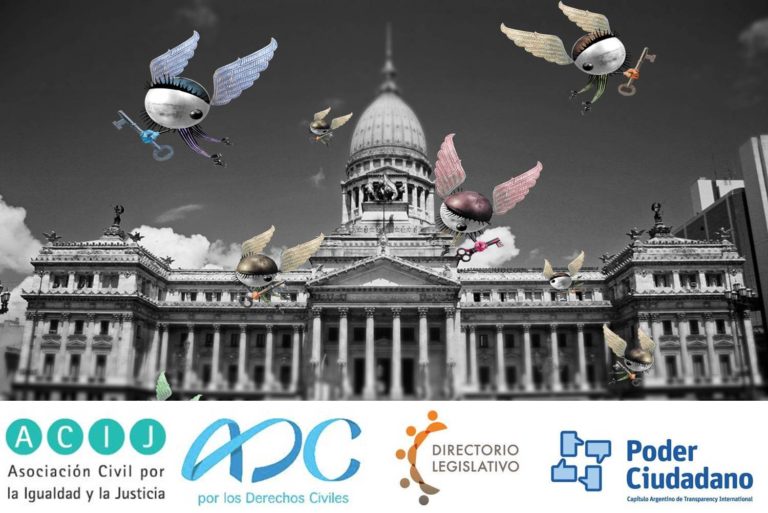 ACIJ
Asociación Civil por
la Igualdad y la Justicia
ADC
por los Derechos Civiles
DIRECTORIO
LEGISLATIVO
Poder
Ciudadano
Capítulo Argentino de Transparency International